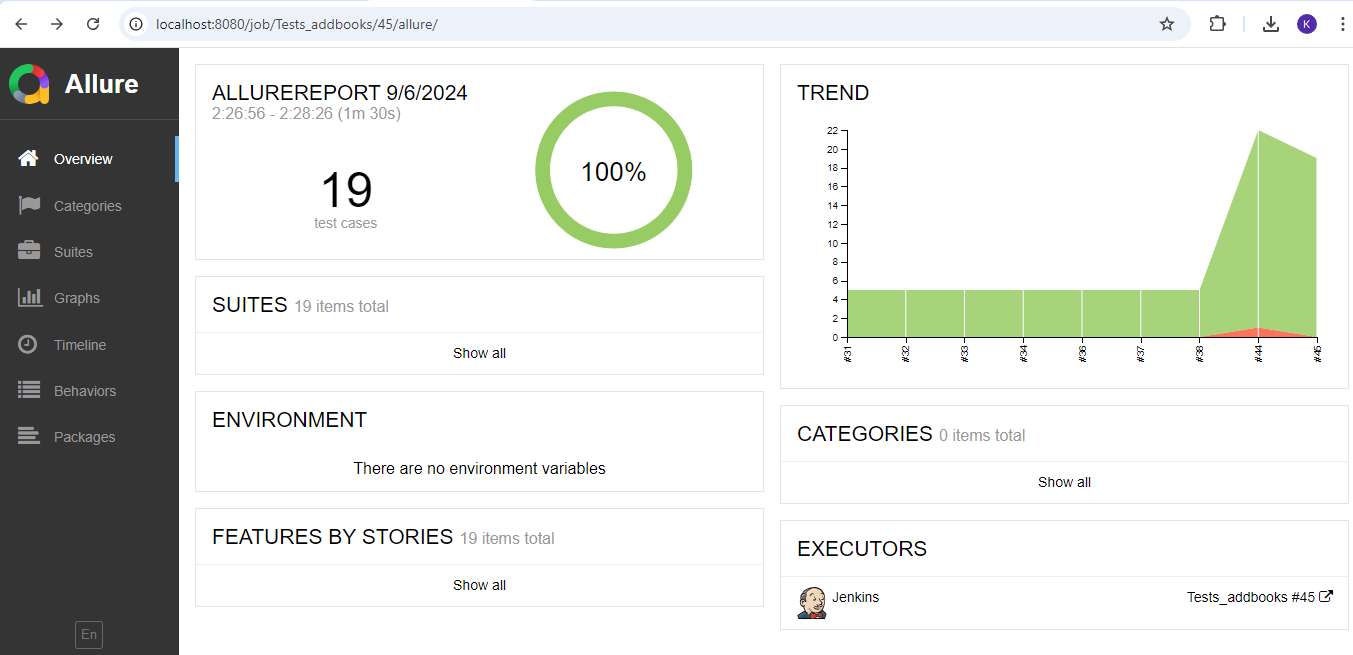 localhost:8080/job/Tests_addbooks/45/allure/
K
Allure
Overview
Categories
Suites
Graphs
Timeline
Behaviors
Packages
En
ALLUREREPORT 9/6/2024
2:26:56 - 2:28:26 (1m 30s)
19
test cases
100%
SUITES 19 items total
Show all
ENVIRONMENT
There are no environment variables
FEATURES BY STORIES 19 items total
Show all
TREND
22
20
18
16
14
12
10
8
6
4
2
0
#31
#32
#33
#34
#36
#37
#38
#44
#45
CATEGORIES 0 items total
Show all
EXECUTORS
Jenkins
Tests_addbooks #45